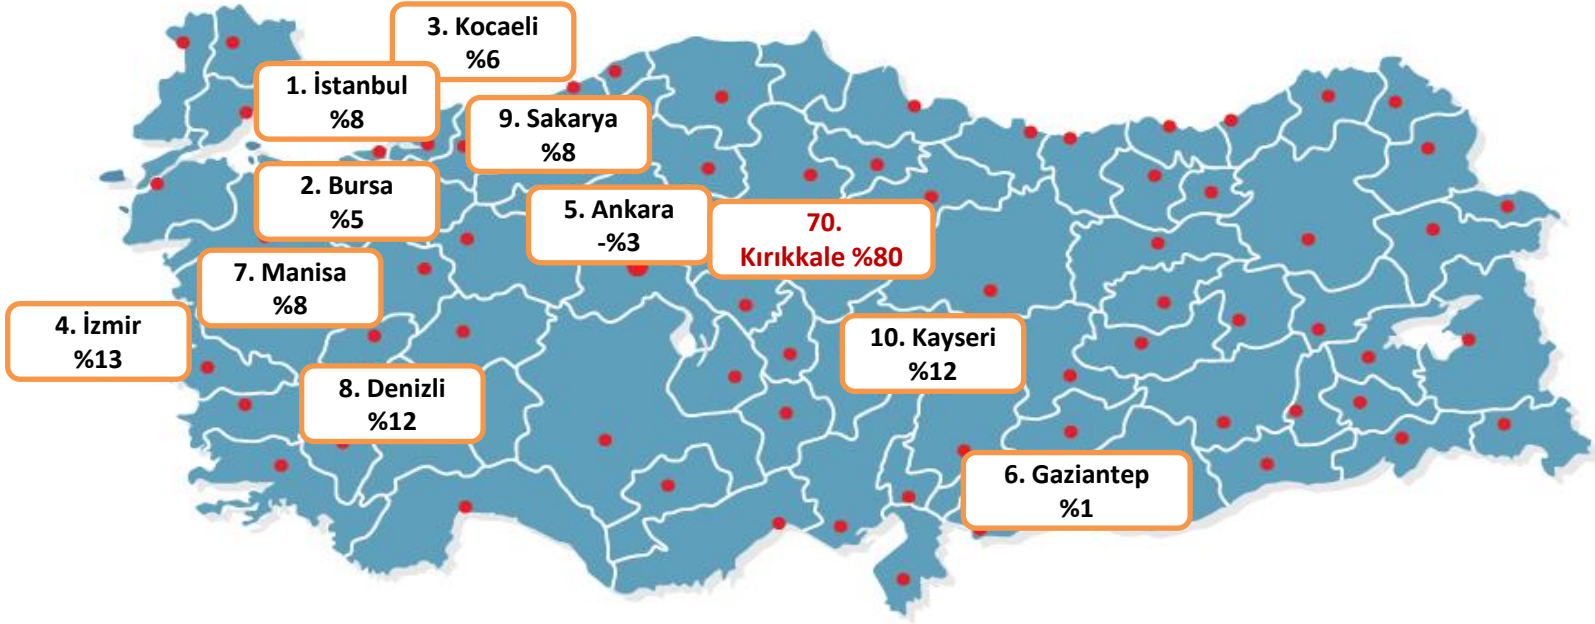 3. Kocaeli
%6
1. İstanbul
%8
9. Sakarya
%8
2. Bursa
%5
5. Ankara
-%3
70.
Kırıkkale %80
7. Manisa
%8
4. İzmir
%13
10. Kayseri
%12
8. Denizli
%12
6. Gaziantep
%1